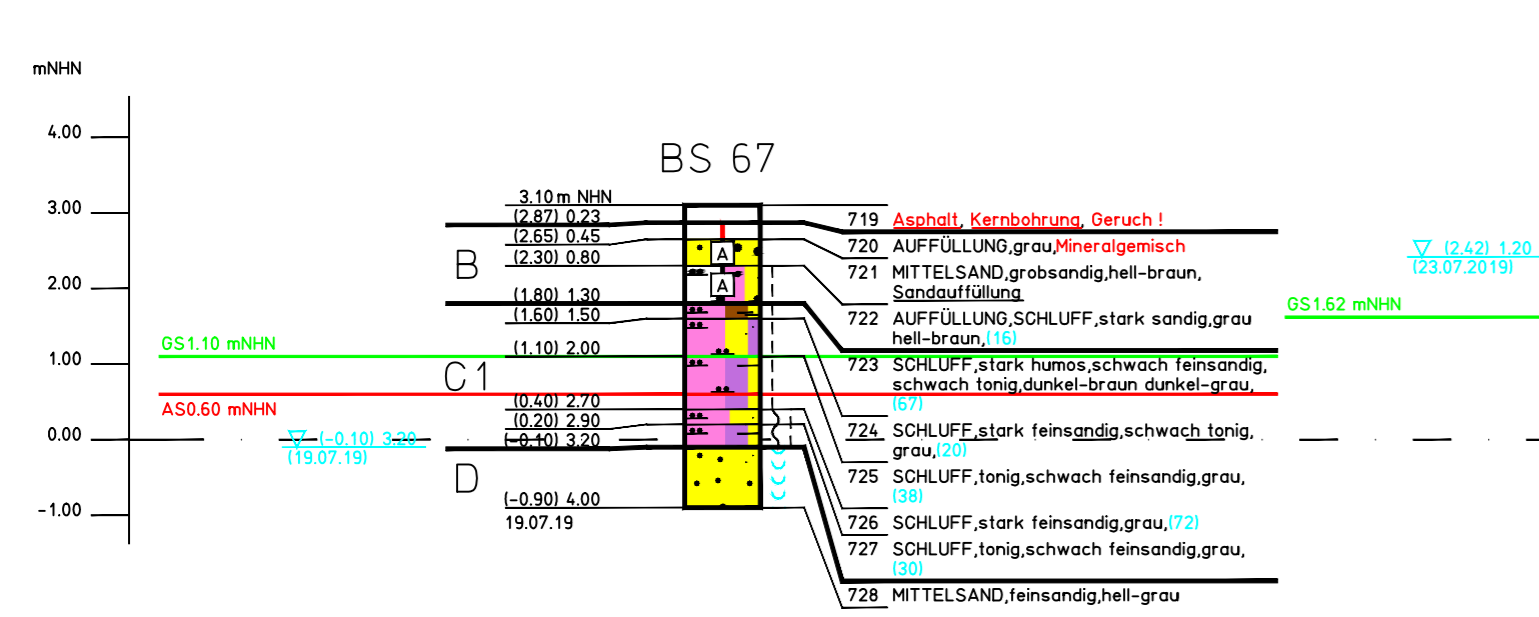 mNHN
4.00
3.00
2.00
1.00
0.00
-1.00
BS 67
3.10 m NHN
(2.87) 0.23
(2.65) 0.45
(2.30) 0.80
(1.80) 1.30
(1.60) 1.50
(1.10) 2.00
(0.40) 2.70
(0.20) 2.90
(-0.10) 3.20
(-0.90) 4.00
19.07.19
B
C1
D
GS1.10 mNHN
AS0.60 mNHN
(-0.10) 3.20
(19.07.19)
A
A
719 Asphalt, Kernbohrung, Geruch !
720 AUFFÜLLUNG,grau,Mineralgemisch
721 MITTELSAND,grobsandig,hell-braun,
Sandauffüllung
722 AUFFÜLLUNG,SCHLUFF,stark sandig,grau
hell-braun,(16)
723 SCHLUFF,stark humos,schwach feinsandig,
schwach tonig,dunkel-braun dunkel-grau,
(67)
724 SCHLUFF,stark feinsandig,schwach tonig,
grau,(20)
725 SCHLUFF,tonig,schwach feinsandig,grau,
(38)
726 SCHLUFF,stark feinsandig,grau,(72)
727 SCHLUFF,tonig,schwach feinsandig,grau,
(30)
728 MITTELSAND,feinsandig,hell-grau
(2.42) 1.20
(23.07.2019)
GS1.62 mNHN